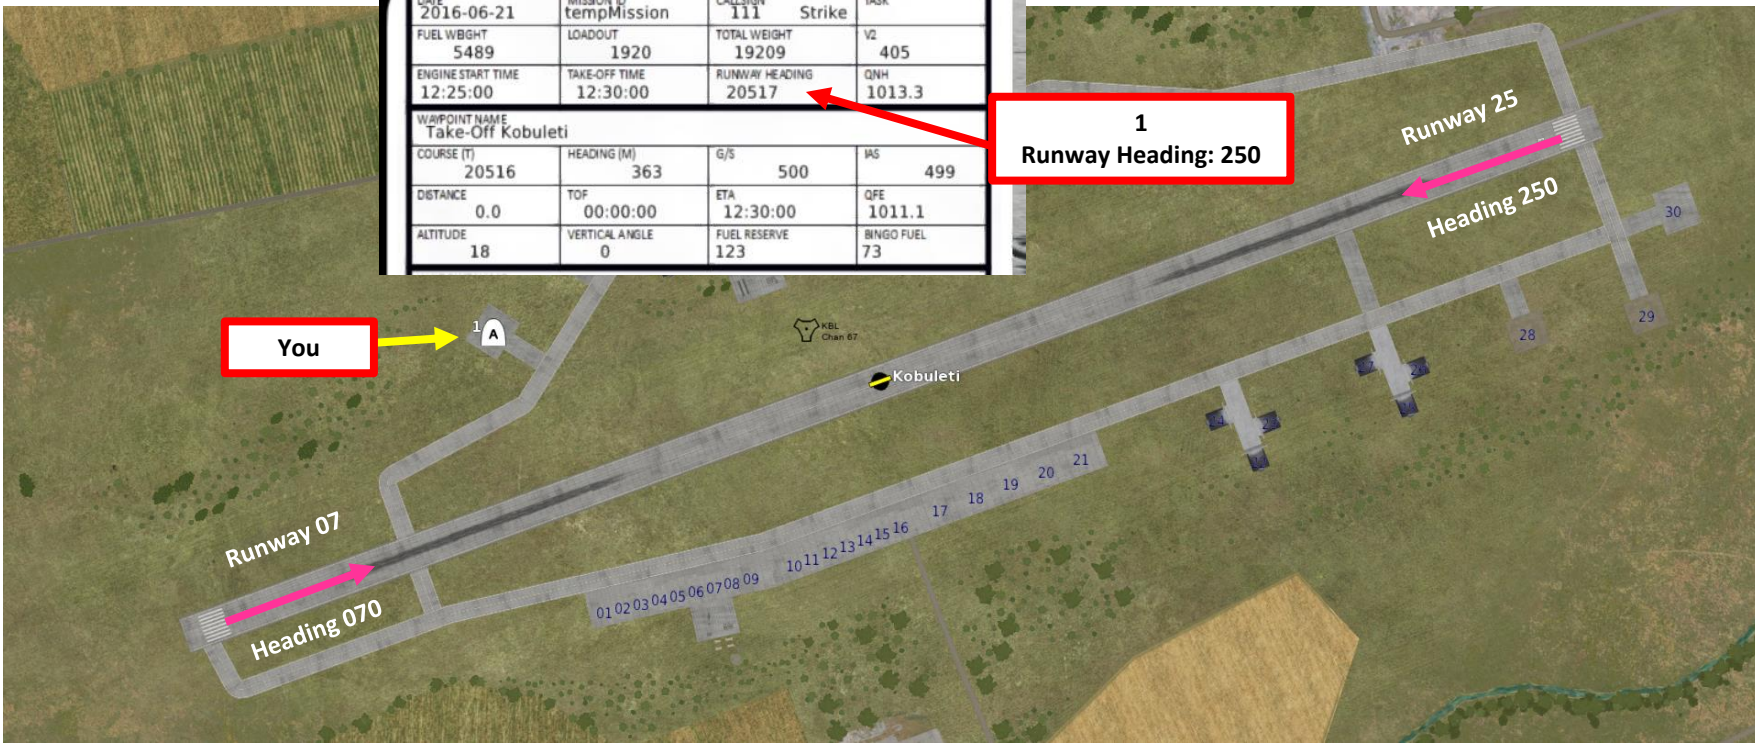 DATE MISSION ID CALLSIGN TASK
2016-06-21 tempMission 111 Strike
FUEL WEIGHT LOADOUT TOTAL WEIGHT V2
5489 1920 19209 405
ENGINE START TIME TAKE-OFF TIME RUNWAY HEADING QNH
12:25:00 12:30:00 20517 1013.3
WAYPOINT NAME
Take-Off Kobuleti
COURSE (T) HEADING (M) G/S IAS
20516 363 500 499
DISTANCE TOF ETA QFE
0.0 00:00:00 12:30:00 1011.1
ALTITUDE VERTICAL ANGLE FUEL RESERVE BINGO FUEL
18 0 123 73
1
Runway Heading: 250
Runway 25
Heading 250
30
29
28
You
1
A
KBL
Chan 67
Kobuleti
21
20
19
18
17
10 11 12 13 14 15 16
01 02 03 04 05 06 07 08 09
Runway 07
Heading 070